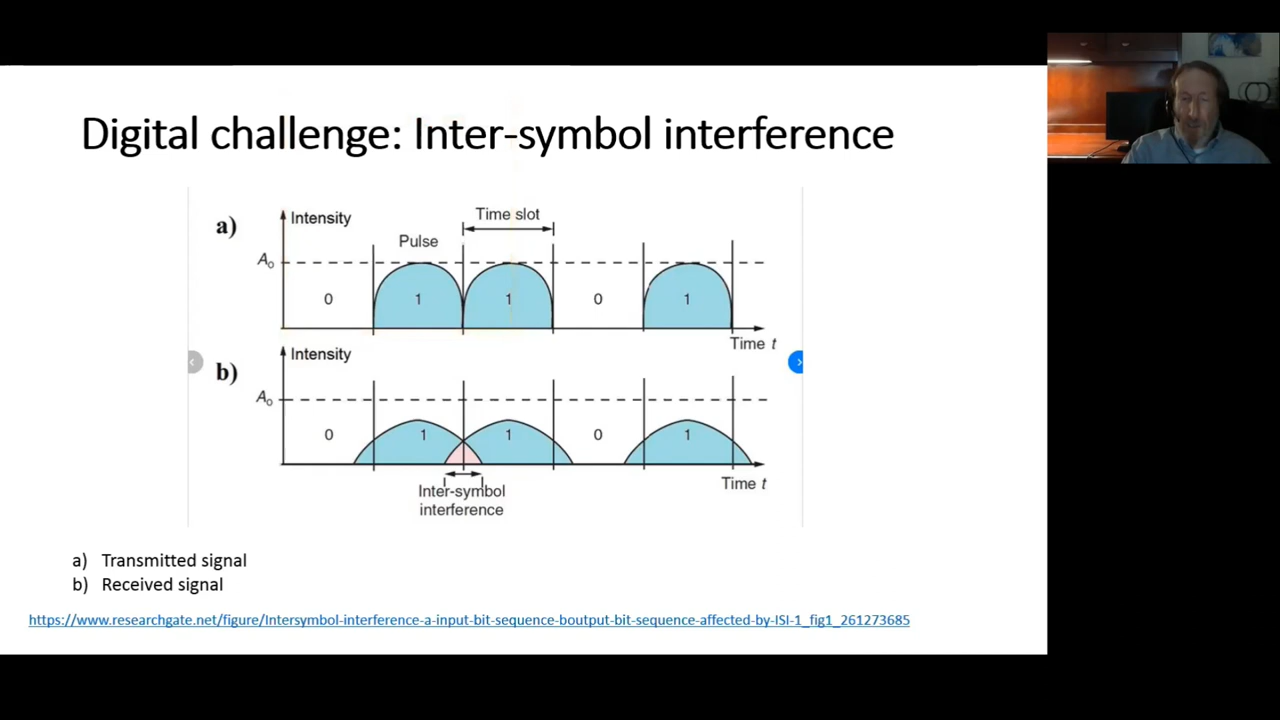 Digital challenge: Inter-symbol interference
a)
Intensity
Time slot
Pulse
A₀
0
1
1
0
1
Time t
b)
Intensity
A₀
0
1
1
0
1
Time t
Inter-symbol
interference
a) Transmitted signal
b) Received signal
https://www.researchgate.net/figure/Intersymbol-interference-a-input-bit-sequence-boutput-bit-sequence-affected-by-ISI-1_fig1_261273685